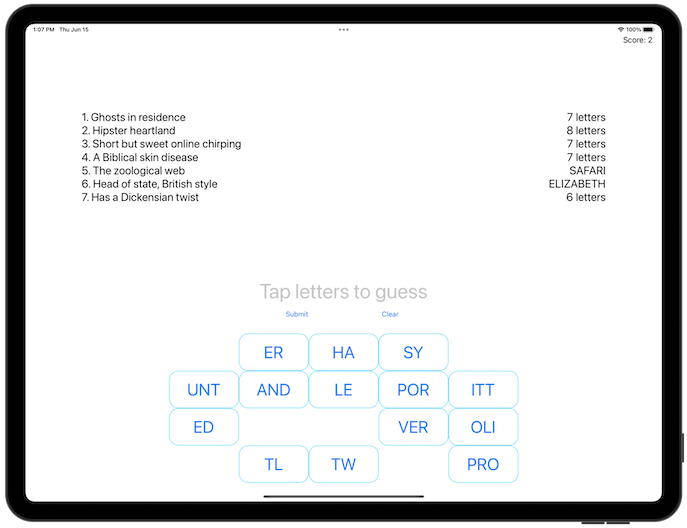 1:07 PM Thu Jun 15 100%
Score: 2
1. Ghosts in residence 7 letters
2. Hipster heartland 8 letters
3. Short but sweet online chirping 7 letters
4. A Biblical skin disease 7 letters
5. The zoological web SAFARI
6. Head of state, British style ELIZABETH
7. Has a Dickensian twist 6 letters
Tap letters to guess
Submit Clear
ER HA SY
UNT AND LE POR ITT
ED VER OLI
TL TW PRO